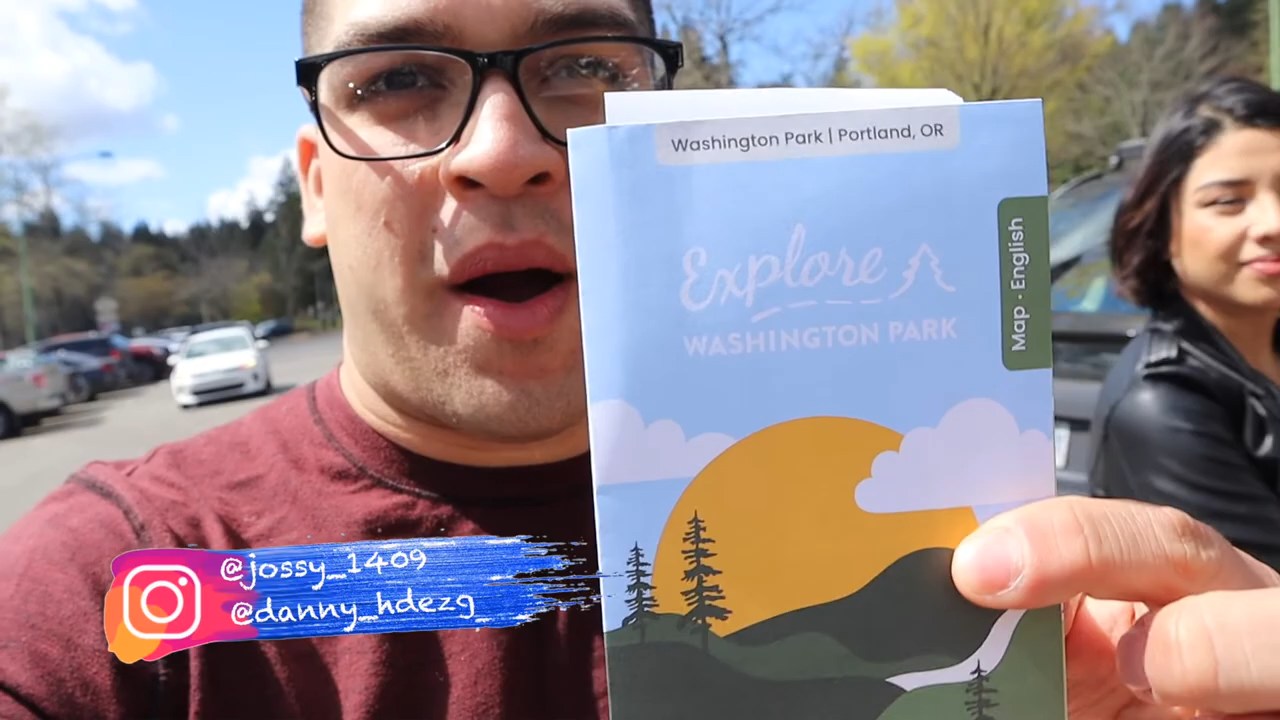 Washington Park | Portland, OR
Explore
WASHINGTON PARK
Map · English
@jossy_1409
@danny_hdezg